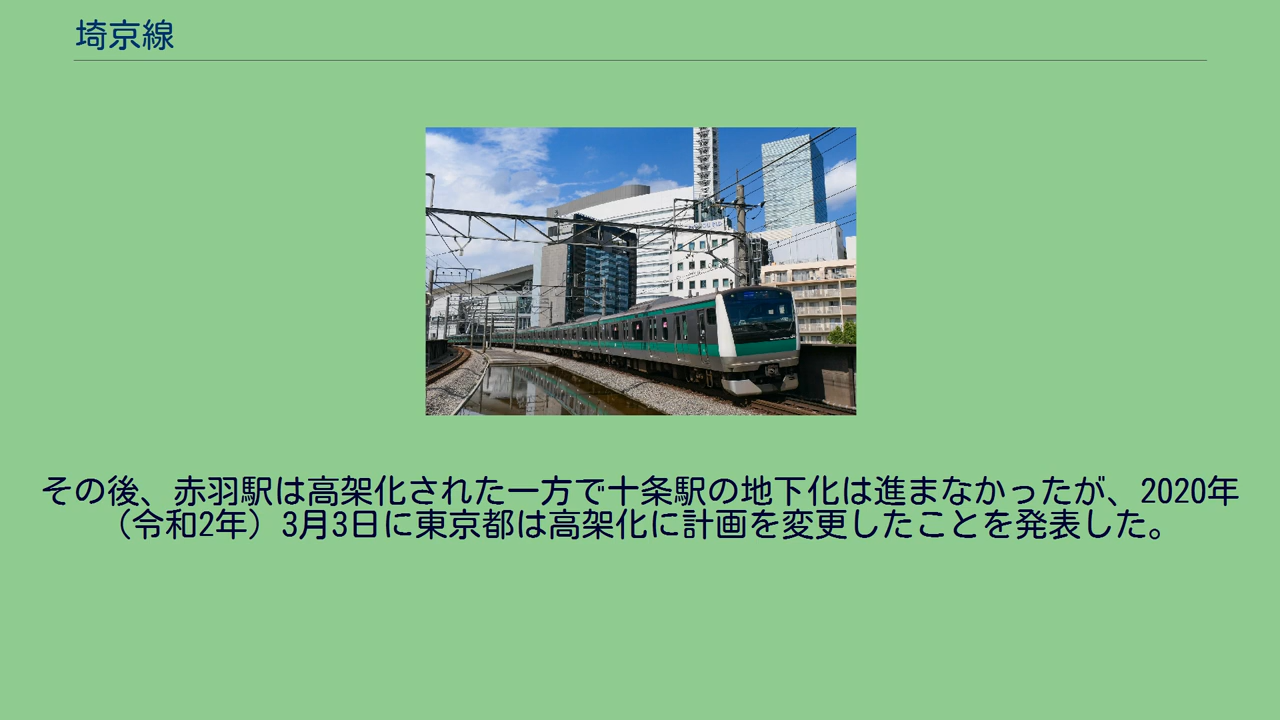 埼京線
その後、赤羽駅は高架化された一方で十条駅の地下化は進まなかったが、2020年
（令和2年）3月3日に東京都は高架化に計画を変更したことを発表した。